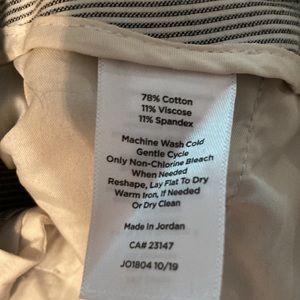 78% Cotton
11% Viscose
11% Spandex
Machine Wash Cold
Gentle Cycle
Only Non-Chlorine Bleach
When Needed
Reshape, Lay Flat To Dry
Warm Iron, If Needed
Or Dry Clean
Made in Jordan
CA# 23147
JO1804 10/19